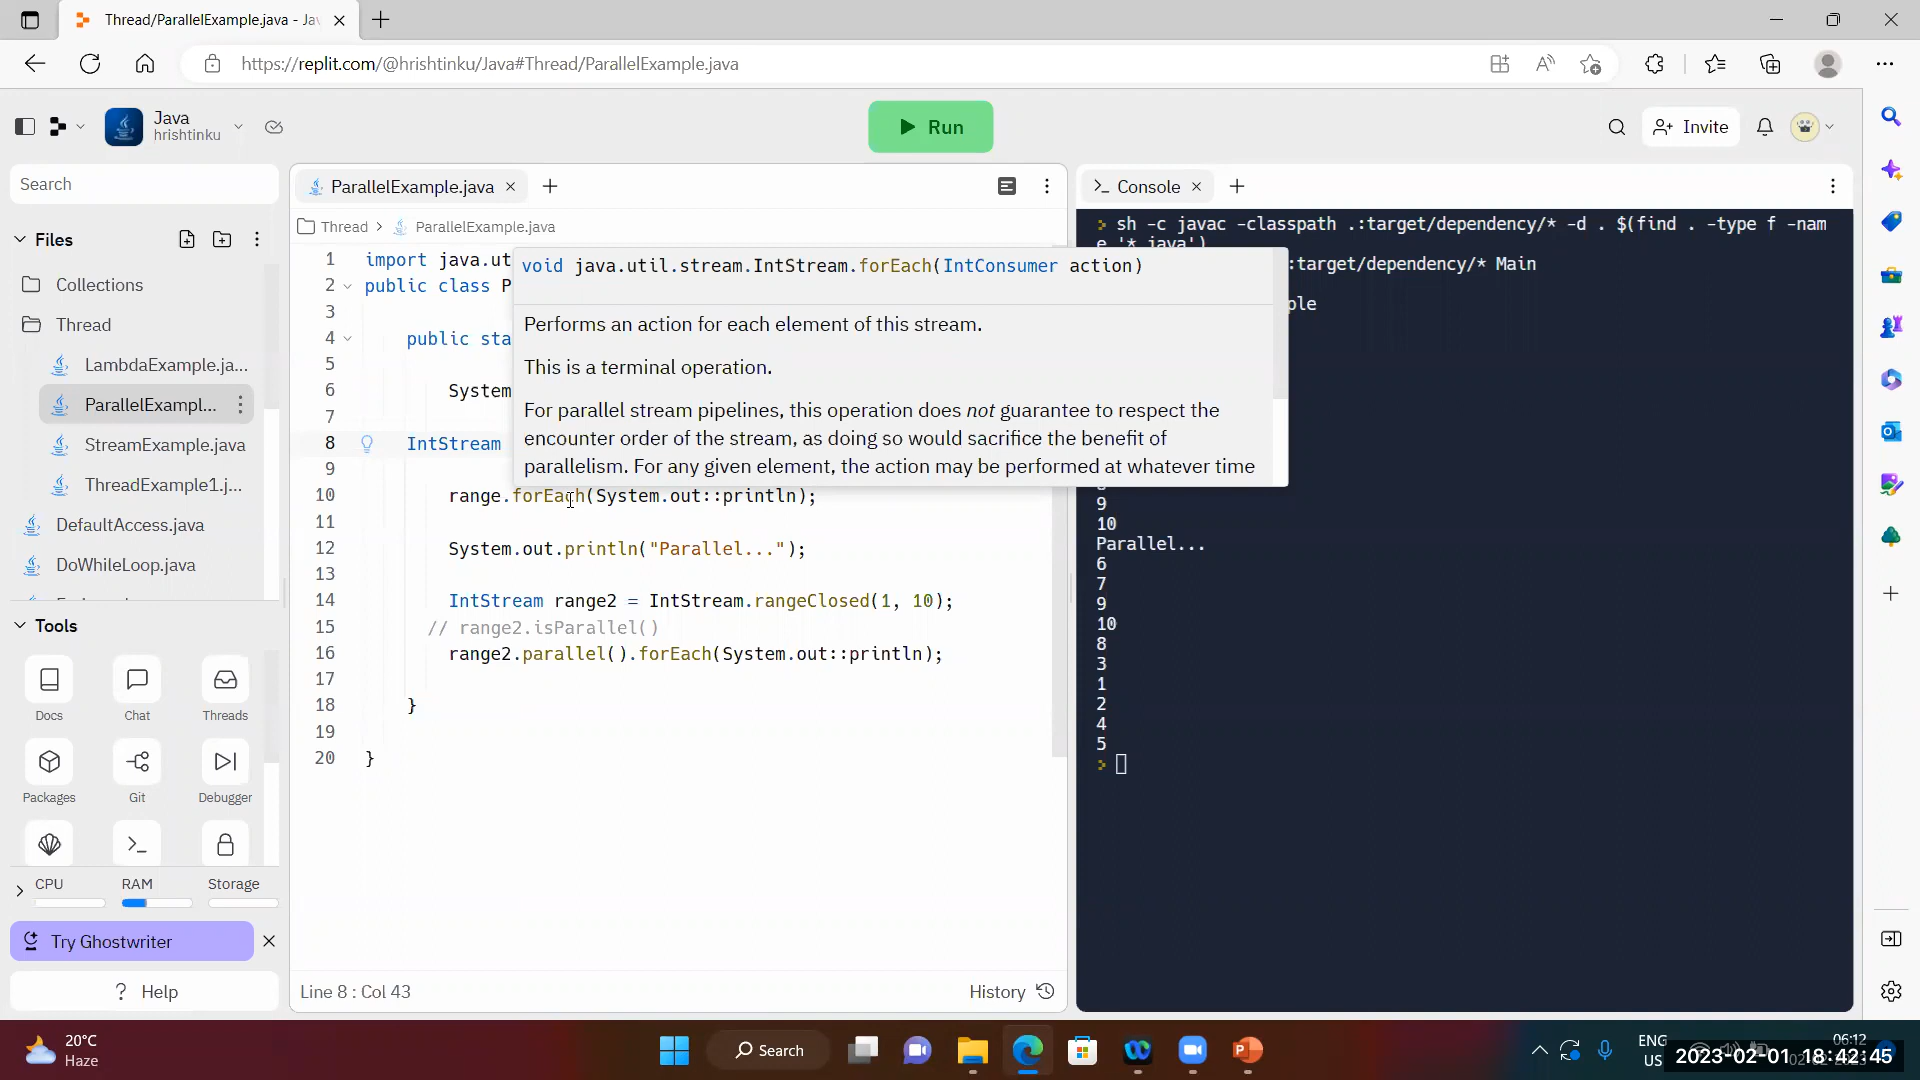 Thread/ParallelExample.java - Jav
https://replit.com/@hrishtinku/Java#Thread/ParallelExample.java
Java
hrishtinku
Run
Invite
Search
Files
Collections
Thread
LambdaExample.ja...
ParallelExampl...
StreamExample.java
ThreadExample1.j...
DefaultAccess.java
DoWhileLoop.java
Tools
Docs
Chat
Threads
Packages
Git
Debugger
CPU
RAM
Storage
Try Ghostwriter
? Help
ParallelExample.java
Thread > ParallelExample.java
1 import java.ut
2 public class P
3
4 public sta
5
6 System
7
8 IntStream
9
10 range.forEach(System.out::println);
11
12 System.out.println("Parallel...");
13
14 IntStream range2 = IntStream.rangeClosed(1, 10);
15 // range2.isParallel()
16 range2.parallel().forEach(System.out::println);
17
18 }
19
20 }
void java.util.stream.IntStream.forEach(IntConsumer action)
Performs an action for each element of this stream.
This is a terminal operation.
For parallel stream pipelines, this operation does not guarantee to respect the
encounter order of the stream, as doing so would sacrifice the benefit of
parallelism. For any given element, the action may be performed at whatever time
Line 8 : Col 43
History
Console
> sh -c javac -classpath .:target/dependency/* -d . $(find . -type f -nam
e '*.java')
:target/dependency/* Main
ple
9
10
Parallel...
6
7
9
10
8
3
1
2
4
5
>
20°C
Haze
Search
ENG
US
06:12
2023-02-01 18:42:45